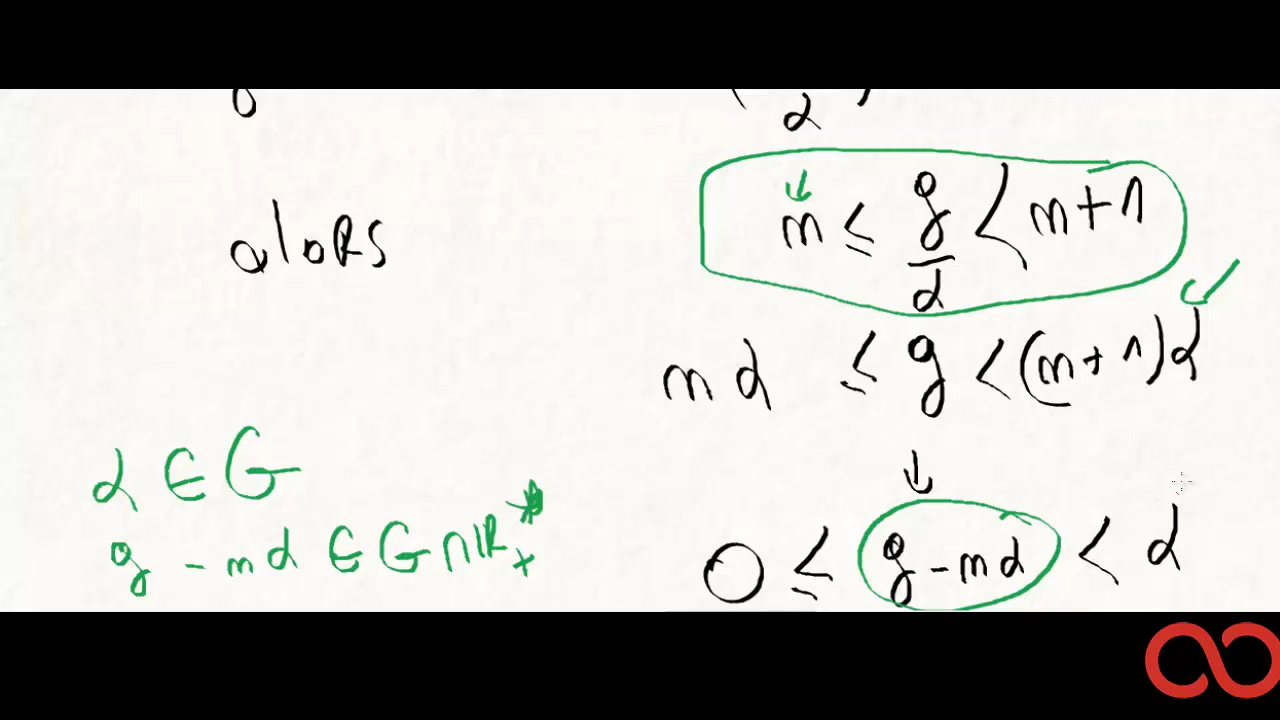 α
alors
m ≤ g/α < m+1
mα ≤ g < (m+1)α
α ∈ G
g - mα ∈ G ∩ ℝ₊*
0 ≤ g - mα < α